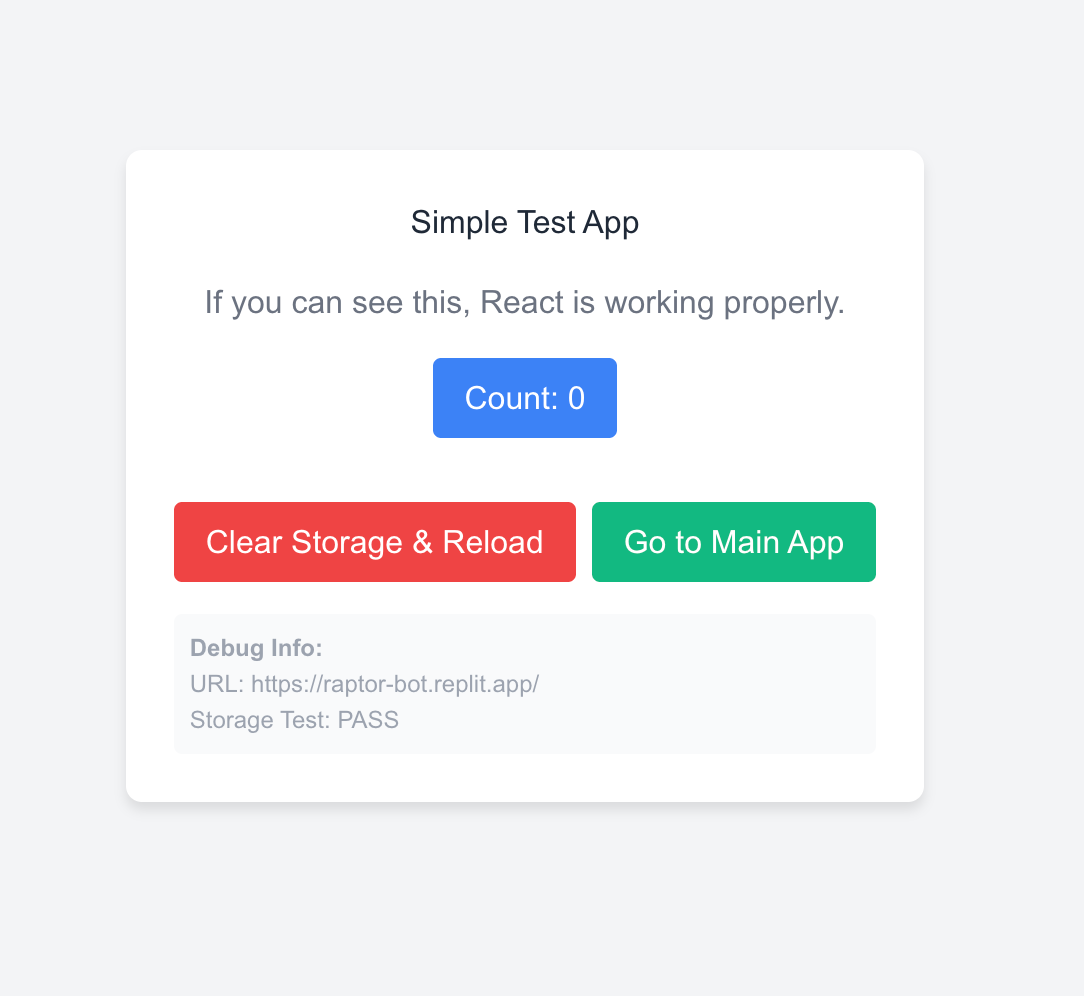 Simple Test App
If you can see this, React is working properly.
Count: 0
Clear Storage & Reload
Go to Main App
Debug Info:
URL: https://raptor-bot.replit.app/
Storage Test: PASS